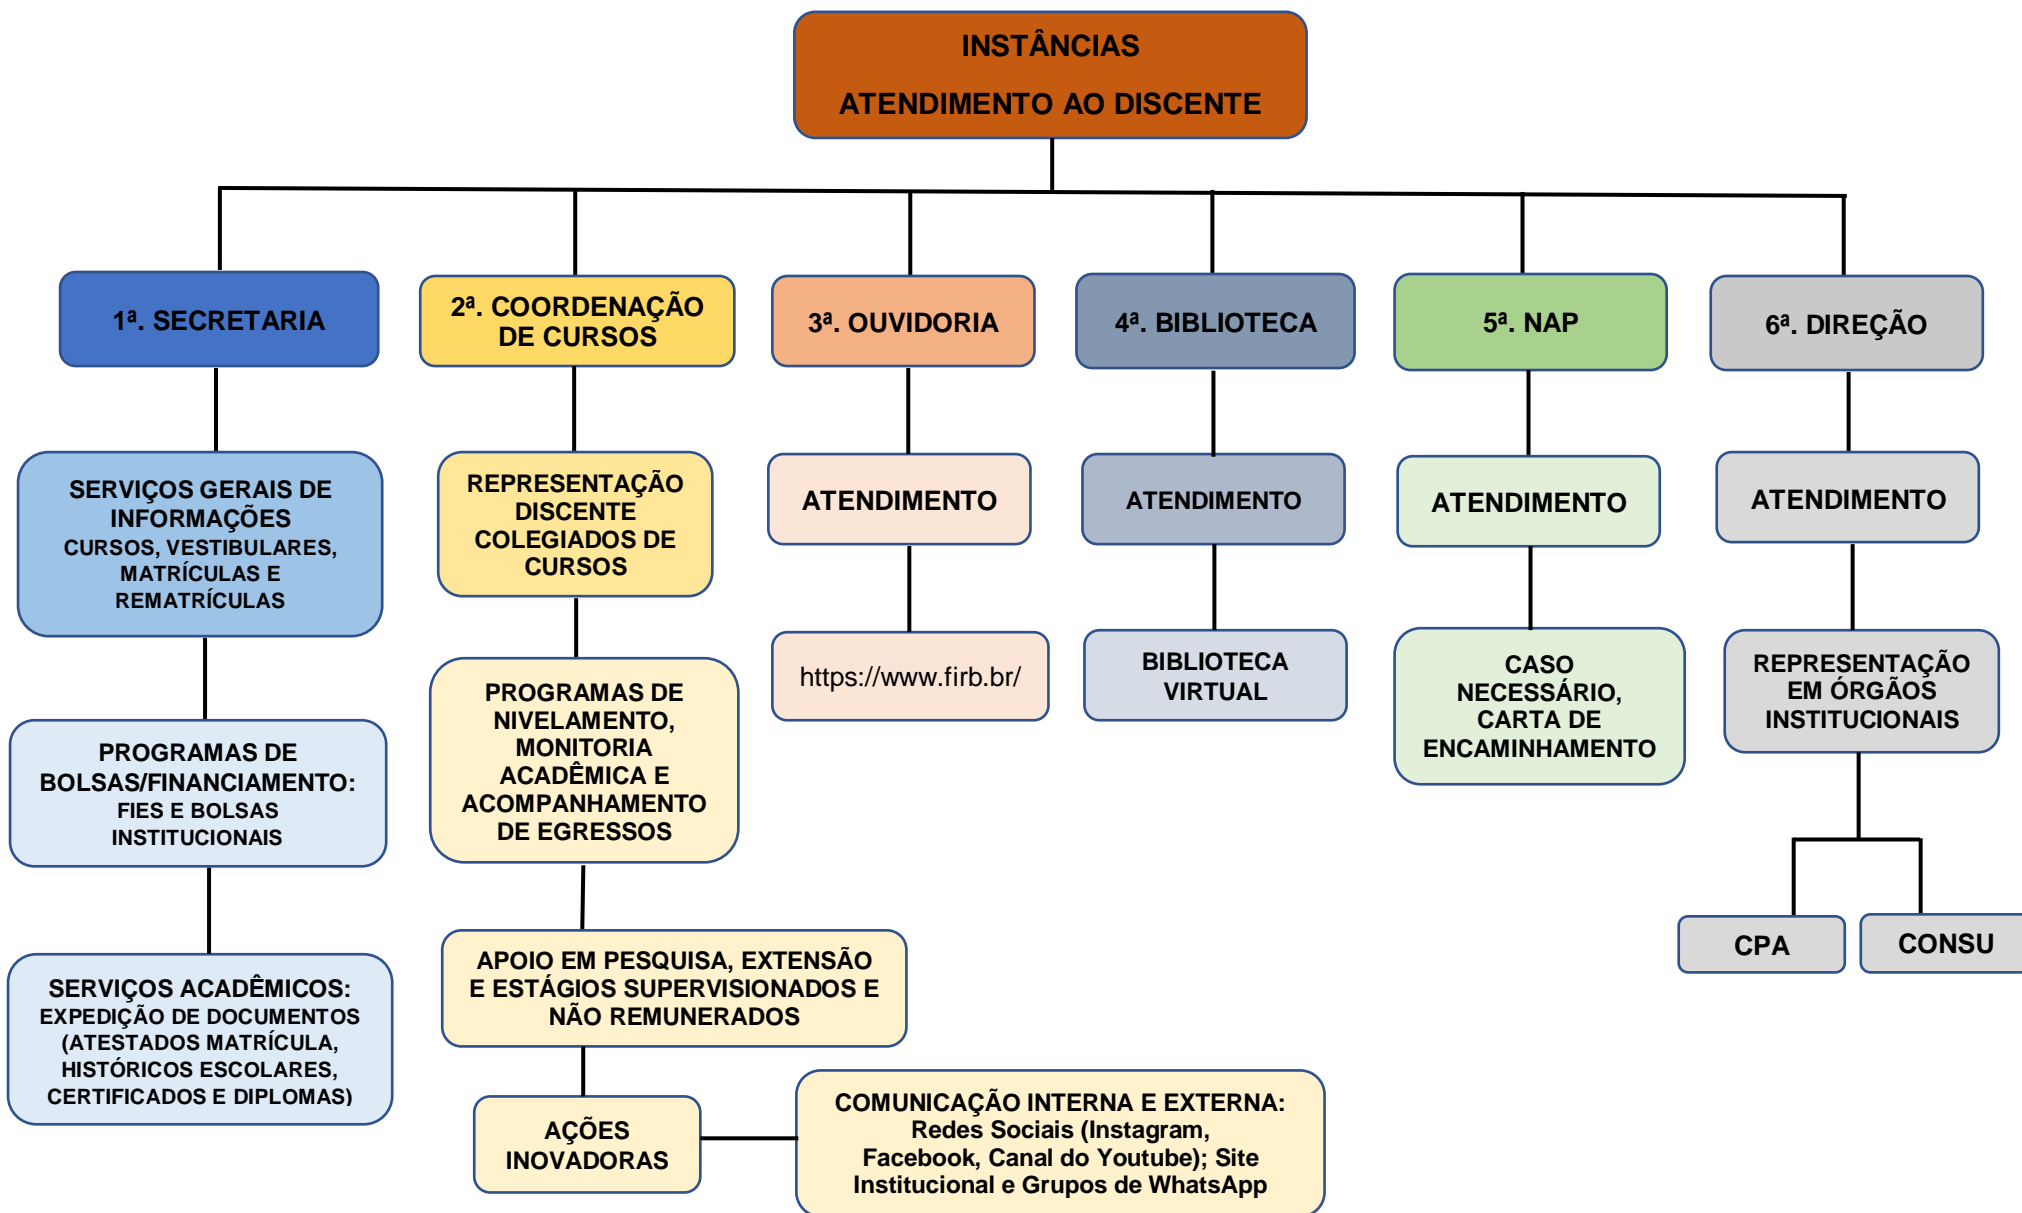 INSTÂNCIAS
ATENDIMENTO AO DISCENTE
1ª. SECRETARIA
2ª. COORDENAÇÃO
DE CURSOS
3ª. OUVIDORIA
4ª. BIBLIOTECA
5ª. NAP
6ª. DIREÇÃO
SERVIÇOS GERAIS DE
INFORMAÇÕES
CURSOS, VESTIBULARES,
MATRÍCULAS E
REMATRÍCULAS
REPRESENTAÇÃO
DISCENTE
COLEGIADOS DE
CURSOS
ATENDIMENTO
ATENDIMENTO
ATENDIMENTO
ATENDIMENTO
PROGRAMAS DE
BOLSAS/FINANCIAMENTO:
FIES E BOLSAS
INSTITUCIONAIS
PROGRAMAS DE
NIVELAMENTO,
MONITORIA
ACADÊMICA E
ACOMPANHAMENTO
DE EGRESSOS
https://www.firb.br/
BIBLIOTECA
VIRTUAL
CASO
NECESSÁRIO,
CARTA DE
ENCAMINHAMENTO
REPRESENTAÇÃO
EM ÓRGÃOS
INSTITUCIONAIS
SERVIÇOS ACADÊMICOS:
EXPEDIÇÃO DE DOCUMENTOS
(ATESTADOS MATRÍCULA,
HISTÓRICOS ESCOLARES,
CERTIFICADOS E DIPLOMAS)
APOIO EM PESQUISA, EXTENSÃO
E ESTÁGIOS SUPERVISIONADOS E
NÃO REMUNERADOS
CPA
CONSU
AÇÕES
INOVADORAS
COMUNICAÇÃO INTERNA E EXTERNA:
Redes Sociais (Instagram,
Facebook, Canal do Youtube); Site
Institucional e Grupos de WhatsApp